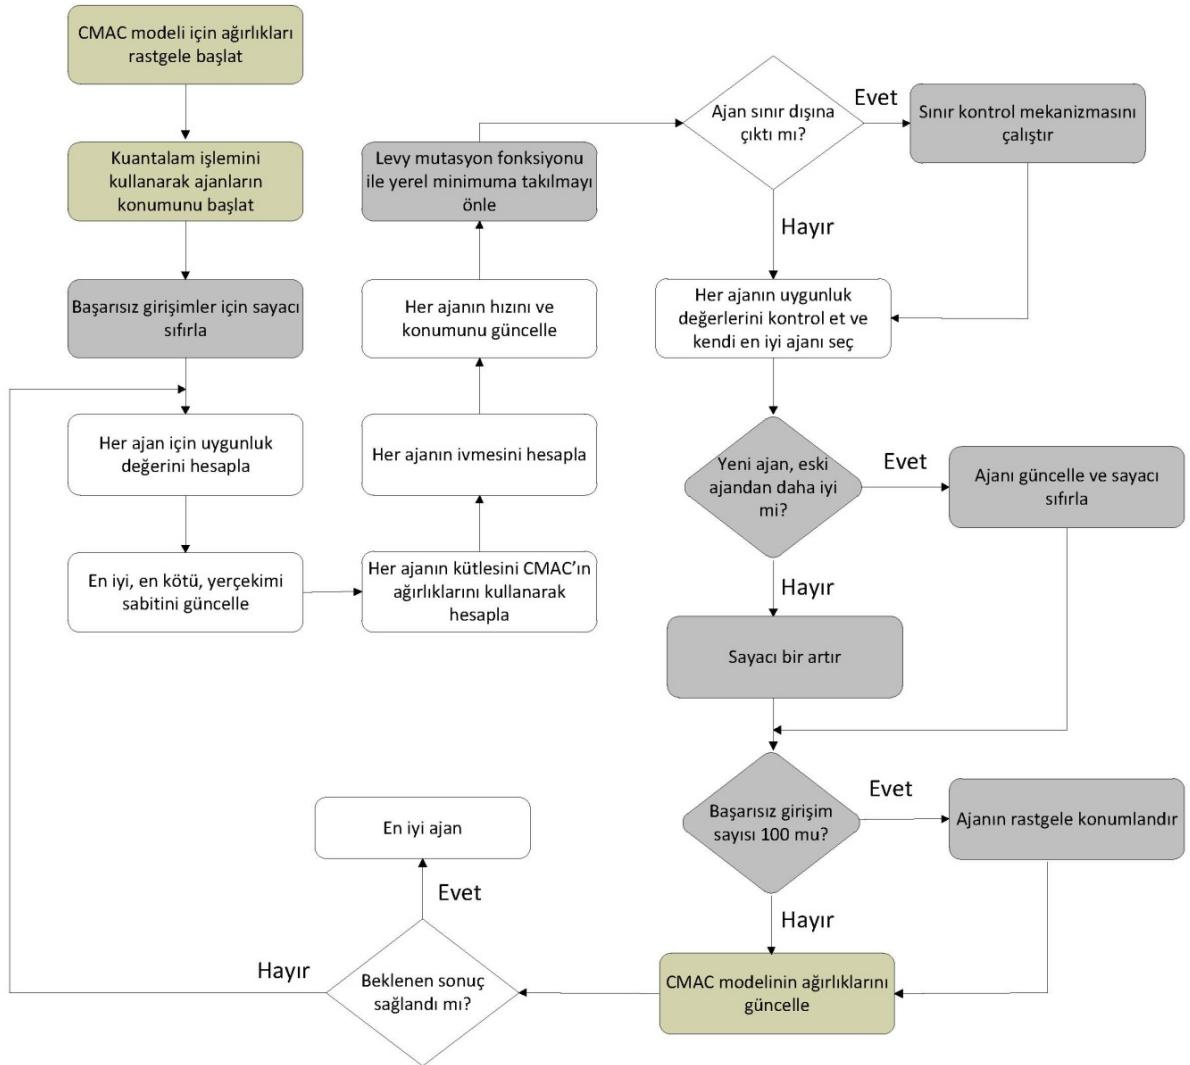 CMAC modeli için ağırlıkları
rastgele başlat
Kuantalam işlemini
kullanarak ajanların
konumunu başlat
Başarısız girişimler için sayacı
sıfırla
Her ajan için uygunluk
değerini hesapla
En iyi, en kötü, yerçekimi
sabitini güncelle
Her ajanın kütlesini CMAC’ın
ağırlıklarını kullanarak
hesapla
Her ajanın ivmesini hesapla
Her ajanın hızını ve
konumunu güncelle
Levy mutasyon fonksiyonu
ile yerel minimuma takılmayı
önle
Ajan sınır dışına
çıktı mı?
Evet
Sınır kontrol mekanizmasını
çalıştır
Hayır
Her ajanın uygunluk
değerlerini kontrol et ve
kendi en iyi ajanı seç
Yeni ajan, eski
ajandan daha iyi
mi?
Evet
Ajanı güncelle ve sayacı
sıfırla
Hayır
Sayacı bir artır
Başarısız girişim
sayısı 100 mu?
Evet
Ajanın rastgele konumlandır
Hayır
CMAC modelinin ağırlıklarını
güncelle
Beklenen sonuç
sağlandı mı?
Evet
En iyi ajan
Hayır